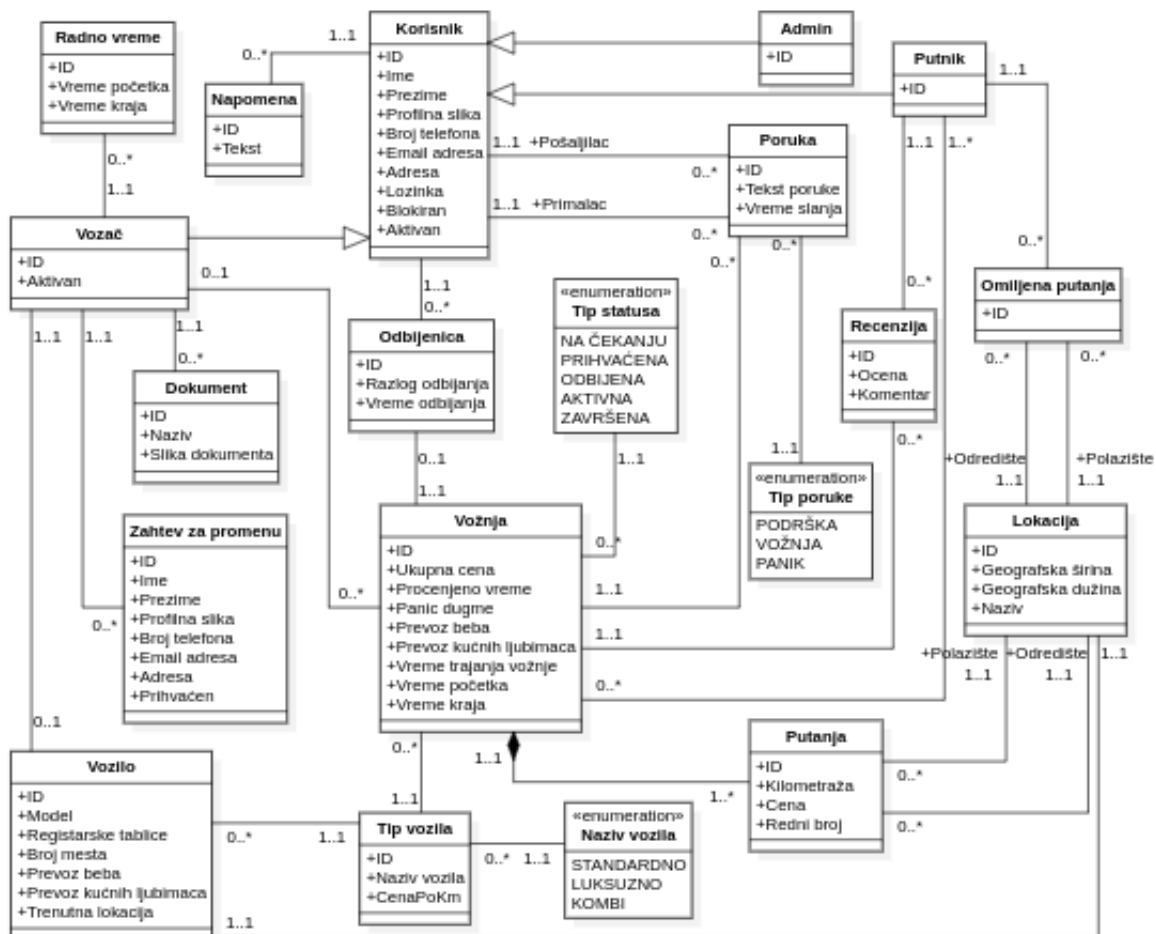 Radno vreme
+ID
+Vreme početka
+Vreme kraja
0..*
1..1
Napomena
+ID
+Tekst
0..*
1..1
Korisnik
+ID
+Ime
+Prezime
+Profilna slika
+Broj telefona
+Email adresa
+Adresa
+Lozinka
+Blokiran
+Aktivan
Admin
+ID
Putnik
+ID
1..1
1..1 +Pošaljilac
0..*
1..1 +Primalac
0..*
Poruka
+ID
+Tekst poruke
+Vreme slanja
0..*
0..*
1..1
1..*
0..*
0..*
Vozač
+ID
+Aktivan
0..1
1..1
1..1
1..1
0..*
1..1
0..*
Odbijenica
+ID
+Razlog odbijanja
+Vreme odbijanja
0..1
1..1
«enumeration»
Tip statusa
NA ČEKANJU
PRIHVAĆENA
ODBIJENA
AKTIVNA
ZAVRŠENA
1..1
0..*
Recenzija
+ID
+Ocena
+Komentar
0..*
Omiljena putanja
+ID
0..*
0..*
+Odredište
1..1
+Polazište
1..1
Dokument
+ID
+Naziv
+Slika dokumenta
«enumeration»
Tip poruke
PODRŠKA
VOŽNJA
PANIK
1..1
Zahtev za promenu
+ID
+Ime
+Prezime
+Profilna slika
+Broj telefona
+Email adresa
+Adresa
+Prihvaćen
0..*
0..*
Vožnja
+ID
+Ukupna cena
+Procenjeno vreme
+Panic dugme
+Prevoz beba
+Prevoz kućnih ljubimaca
+Vreme trajanja vožnje
+Vreme početka
+Vreme kraja
1..1
1..1
0..*
Lokacija
+ID
+Geografska širina
+Geografska dužina
+Naziv
+Polazište
1..1
+Odredište
1..1
1..1
0..1
0..*
1..1
1..1
1..*
Putanja
+ID
+Kilometraža
+Cena
+Redni broj
0..*
0..*
Vozilo
+ID
+Model
+Registarske tablice
+Broj mesta
+Prevoz beba
+Prevoz kućnih ljubimaca
+Trenutna lokacija
0..*
1..1
1..1
Tip vozila
+ID
+Naziv vozila
+CenaPoKm
0..*
1..1
«enumeration»
Naziv vozila
STANDARDNO
LUKSUZNO
KOMBI